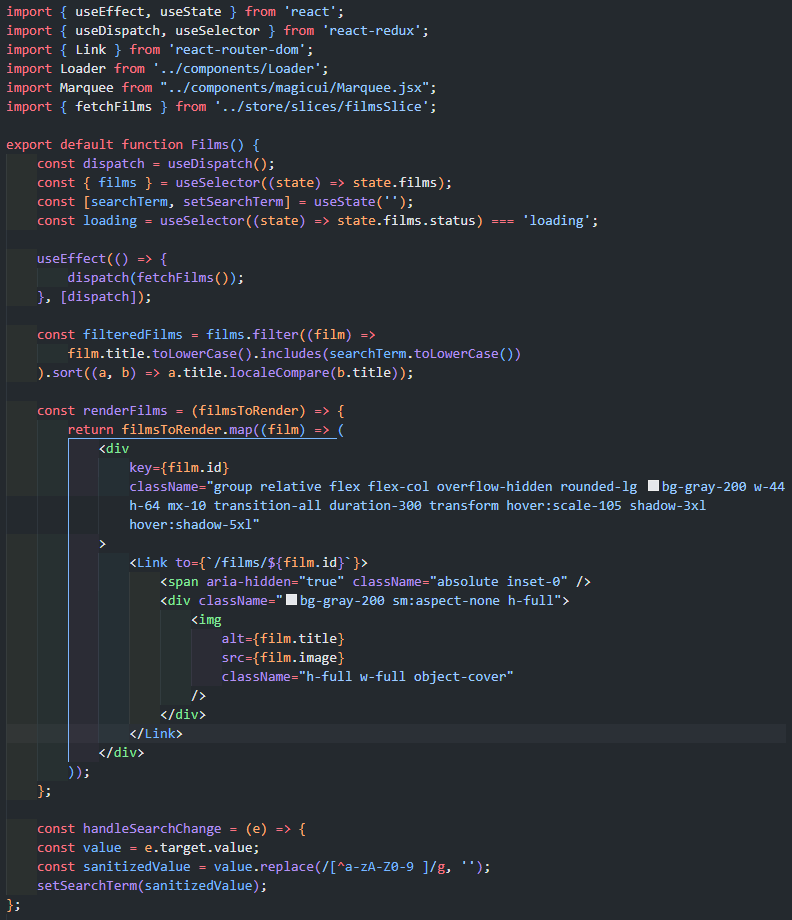 import { useEffect, useState } from 'react';
import { useDispatch, useSelector } from 'react-redux';
import { Link } from 'react-router-dom';
import Loader from '../components/Loader';
import Marquee from "../components/magicui/Marquee.jsx";
import { fetchFilms } from '../store/slices/filmsSlice';

export default function Films() {
    const dispatch = useDispatch();
    const { films } = useSelector((state) => state.films);
    const [searchTerm, setSearchTerm] = useState('');
    const loading = useSelector((state) => state.films.status) === 'loading';

    useEffect(() => {
        dispatch(fetchFilms());
    }, [dispatch]);

    const filteredFilms = films.filter((film) =>
        film.title.toLowerCase().includes(searchTerm.toLowerCase())
    ).sort((a, b) => a.title.localeCompare(b.title));

    const renderFilms = (filmsToRender) => {
        return filmsToRender.map((film) => (
            <div
                key={film.id}
                className="group relative flex flex-col overflow-hidden rounded-lg bg-gray-200 w-44
                h-64 mx-10 transition-all duration-300 transform hover:scale-105 shadow-3xl
                hover:shadow-5xl"
            >
                <Link to={`/films/${film.id}`}>
                    <span aria-hidden="true" className="absolute inset-0" />
                    <div className="bg-gray-200 sm:aspect-none h-full">
                        <img
                            alt={film.title}
                            src={film.image}
                            className="h-full w-full object-cover"
                        />
                    </div>
                </Link>
            </div>
        ));
    };

    const handleSearchChange = (e) => {
    const value = e.target.value;
    const sanitizedValue = value.replace(/[^a-zA-Z0-9 ]/g, '');
    setSearchTerm(sanitizedValue);
};